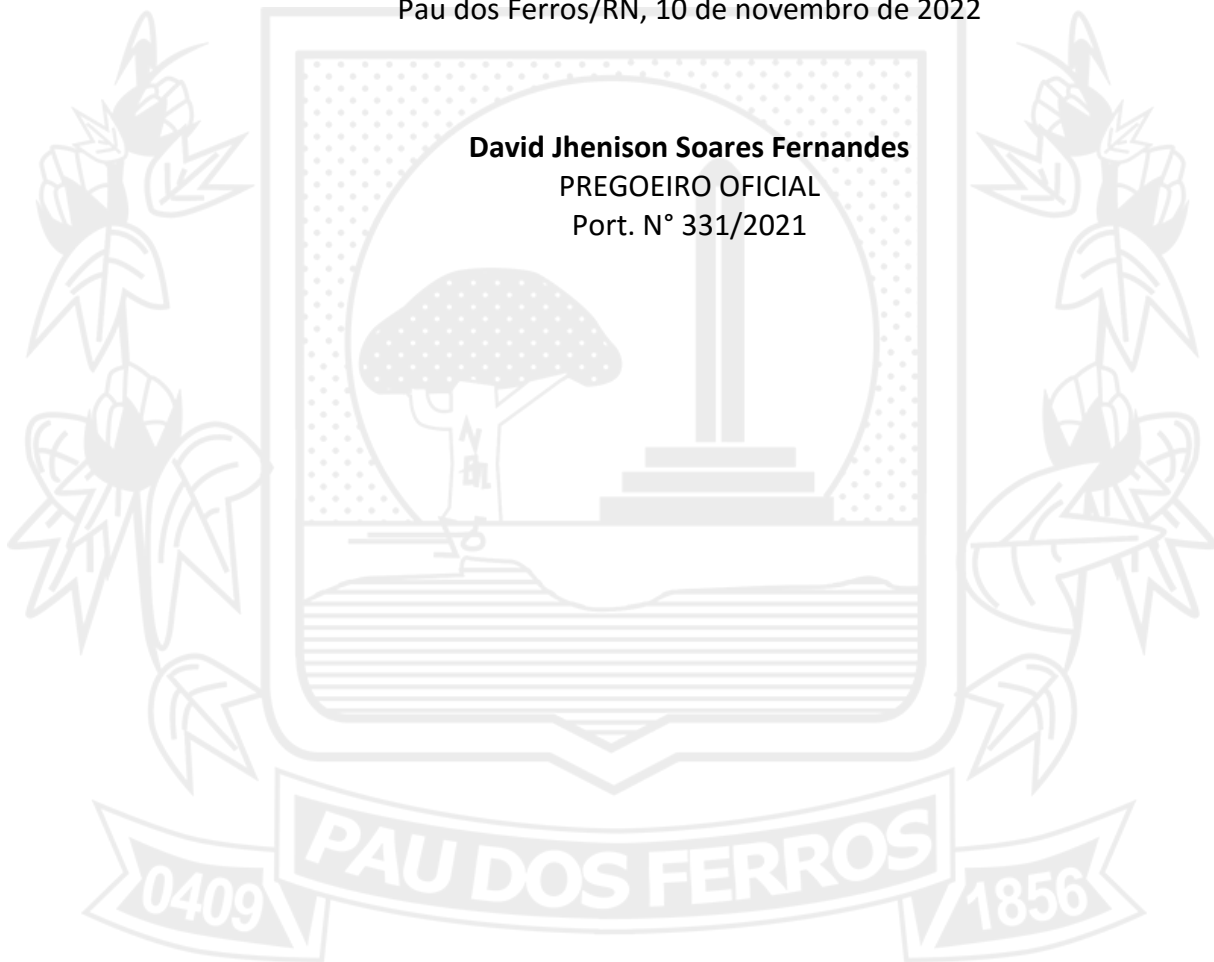 Pau dos Ferros/RN, 10 de novembro de 2022
David Jhenison Soares Fernandes
PREGOEIRO OFICIAL
Port. N° 331/2021
PAU DOS FERROS
0409
1856